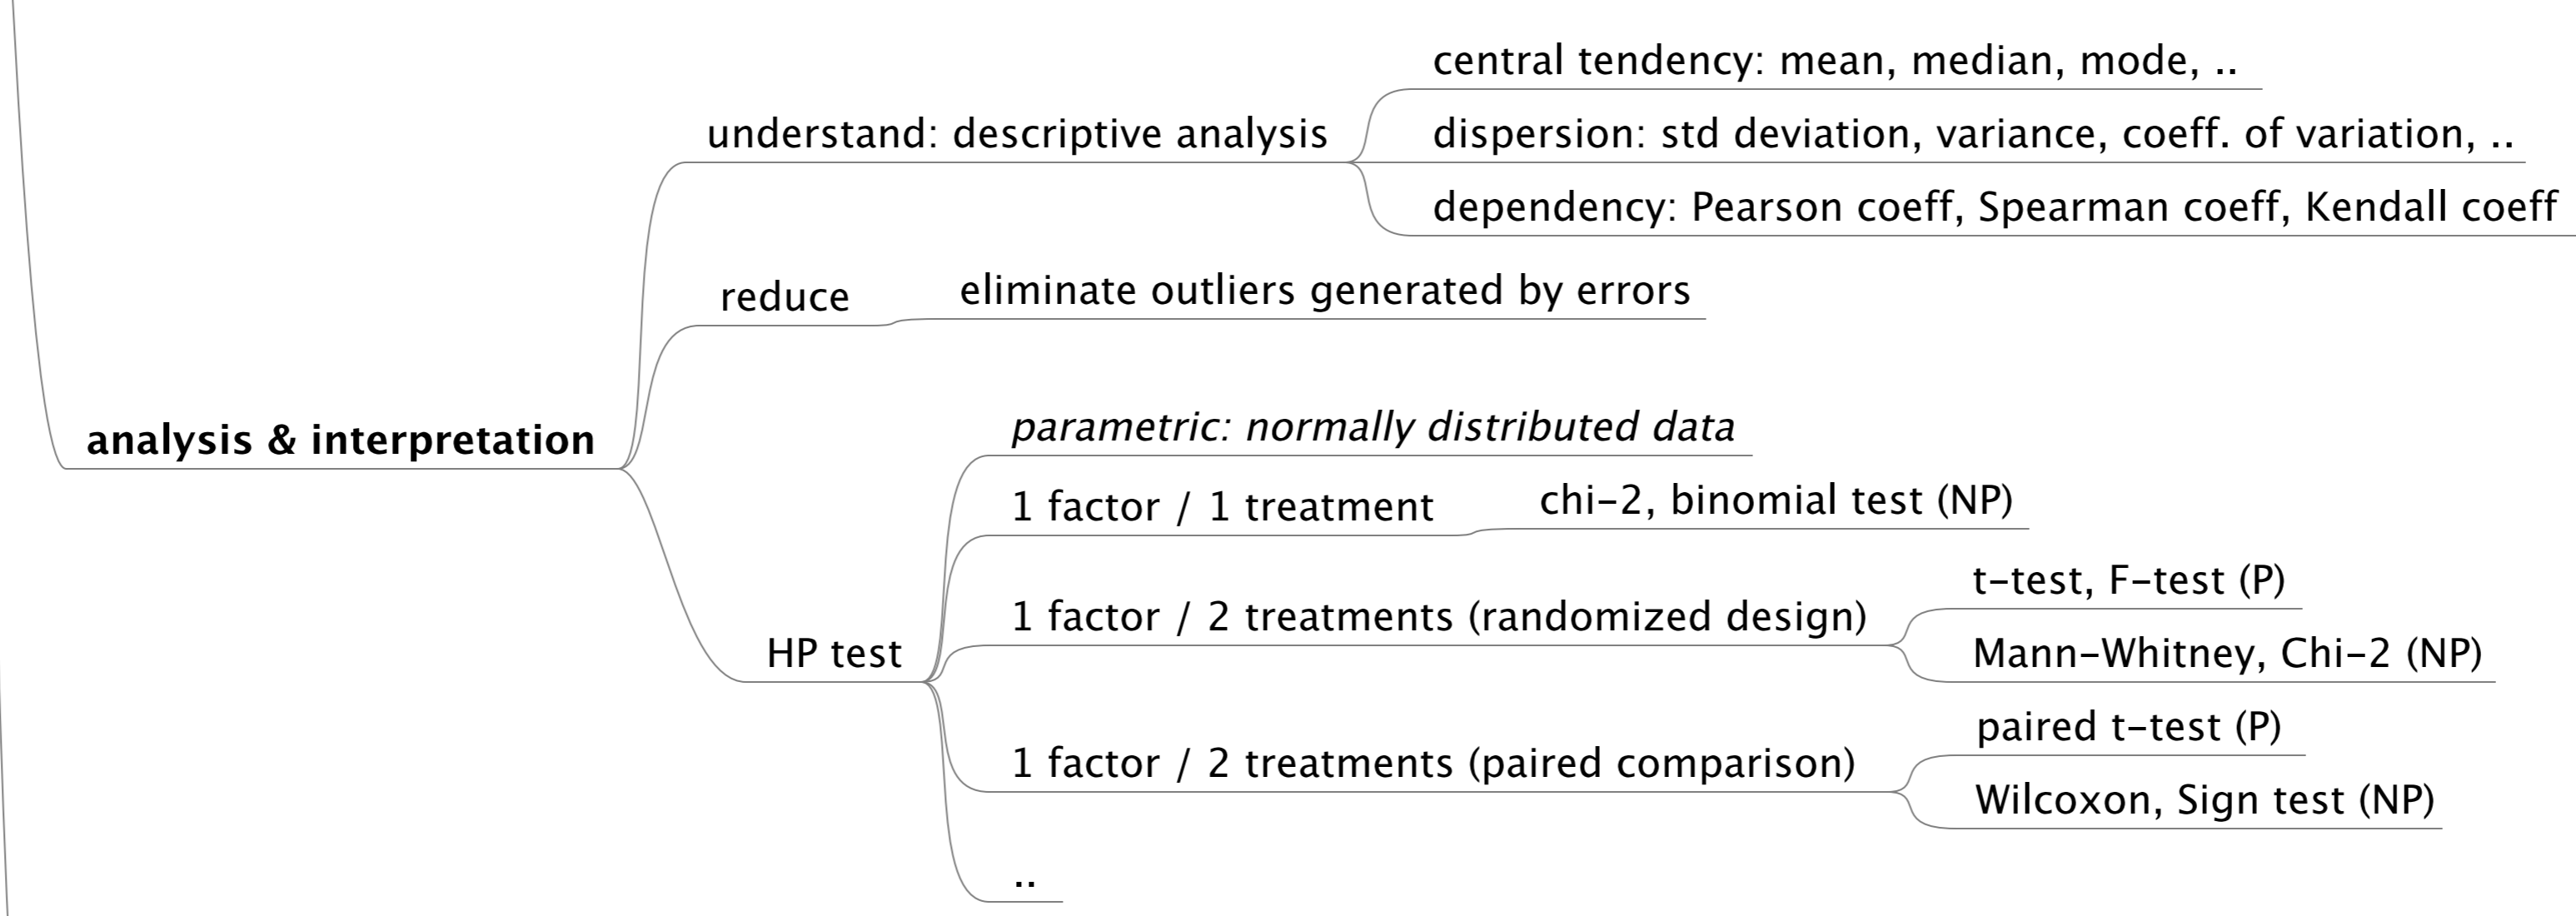 central tendency: mean, median, mode, ..
understand: descriptive analysis
dispersion: std deviation, variance, coeff. of variation, ..
dependency: Pearson coeff, Spearman coeff, Kendall coeff
reduce
eliminate outliers generated by errors
analysis & interpretation
parametric: normally distributed data
1 factor / 1 treatment
chi-2, binomial test (NP)
1 factor / 2 treatments (randomized design)
t-test, F-test (P)
Mann-Whitney, Chi-2 (NP)
HP test
1 factor / 2 treatments (paired comparison)
paired t-test (P)
Wilcoxon, Sign test (NP)
..